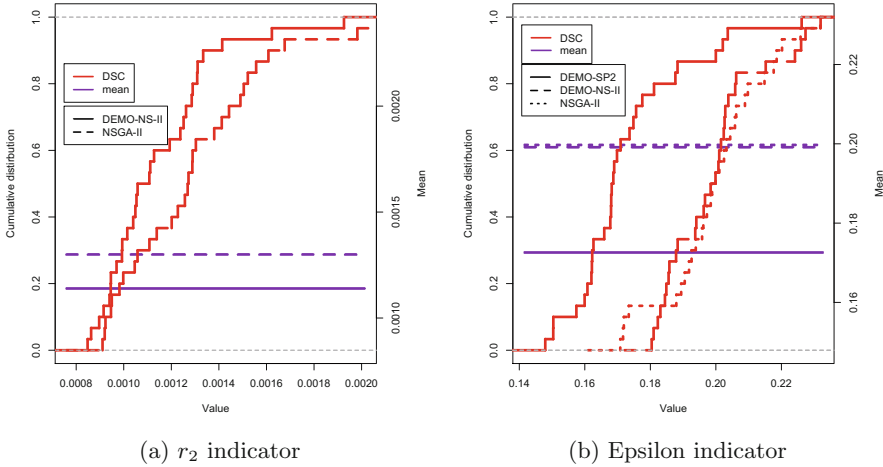 DSC
mean
DEMO-NS-II
NSGA-II
Cumulative distribution
0.0
0.2
0.4
0.6
0.8
1.0
0.0008
0.0010
0.0012
0.0014
0.0016
0.0018
0.0020
Value
0.0010
0.0015
0.0020
Mean
(a) r₂ indicator
DSC
mean
DEMO-SP2
DEMO-NS-II
NSGA-II
Cumulative distribution
0.0
0.2
0.4
0.6
0.8
1.0
0.14
0.16
0.18
0.20
0.22
Value
0.16
0.18
0.20
0.22
Mean
(b) Epsilon indicator